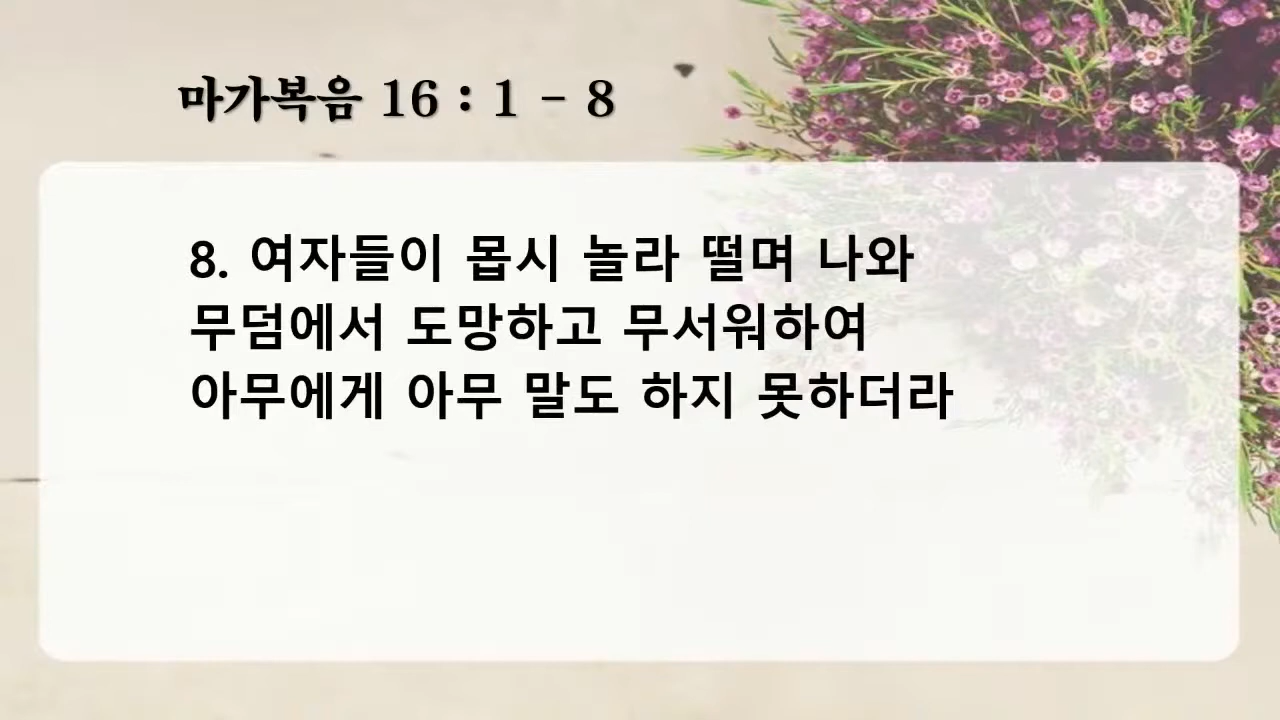 마가복음 16 : 1 - 8
8. 여자들이 몹시 놀라 떨며 나와
무덤에서 도망하고 무서워하여
아무에게 아무 말도 하지 못하더라